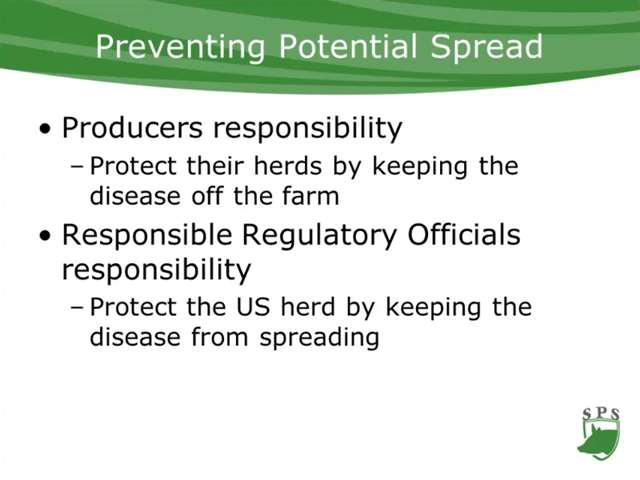 Preventing Potential Spread
• Producers responsibility
– Protect their herds by keeping the
disease off the farm
• Responsible Regulatory Officials
responsibility
– Protect the US herd by keeping the
disease from spreading
SPS